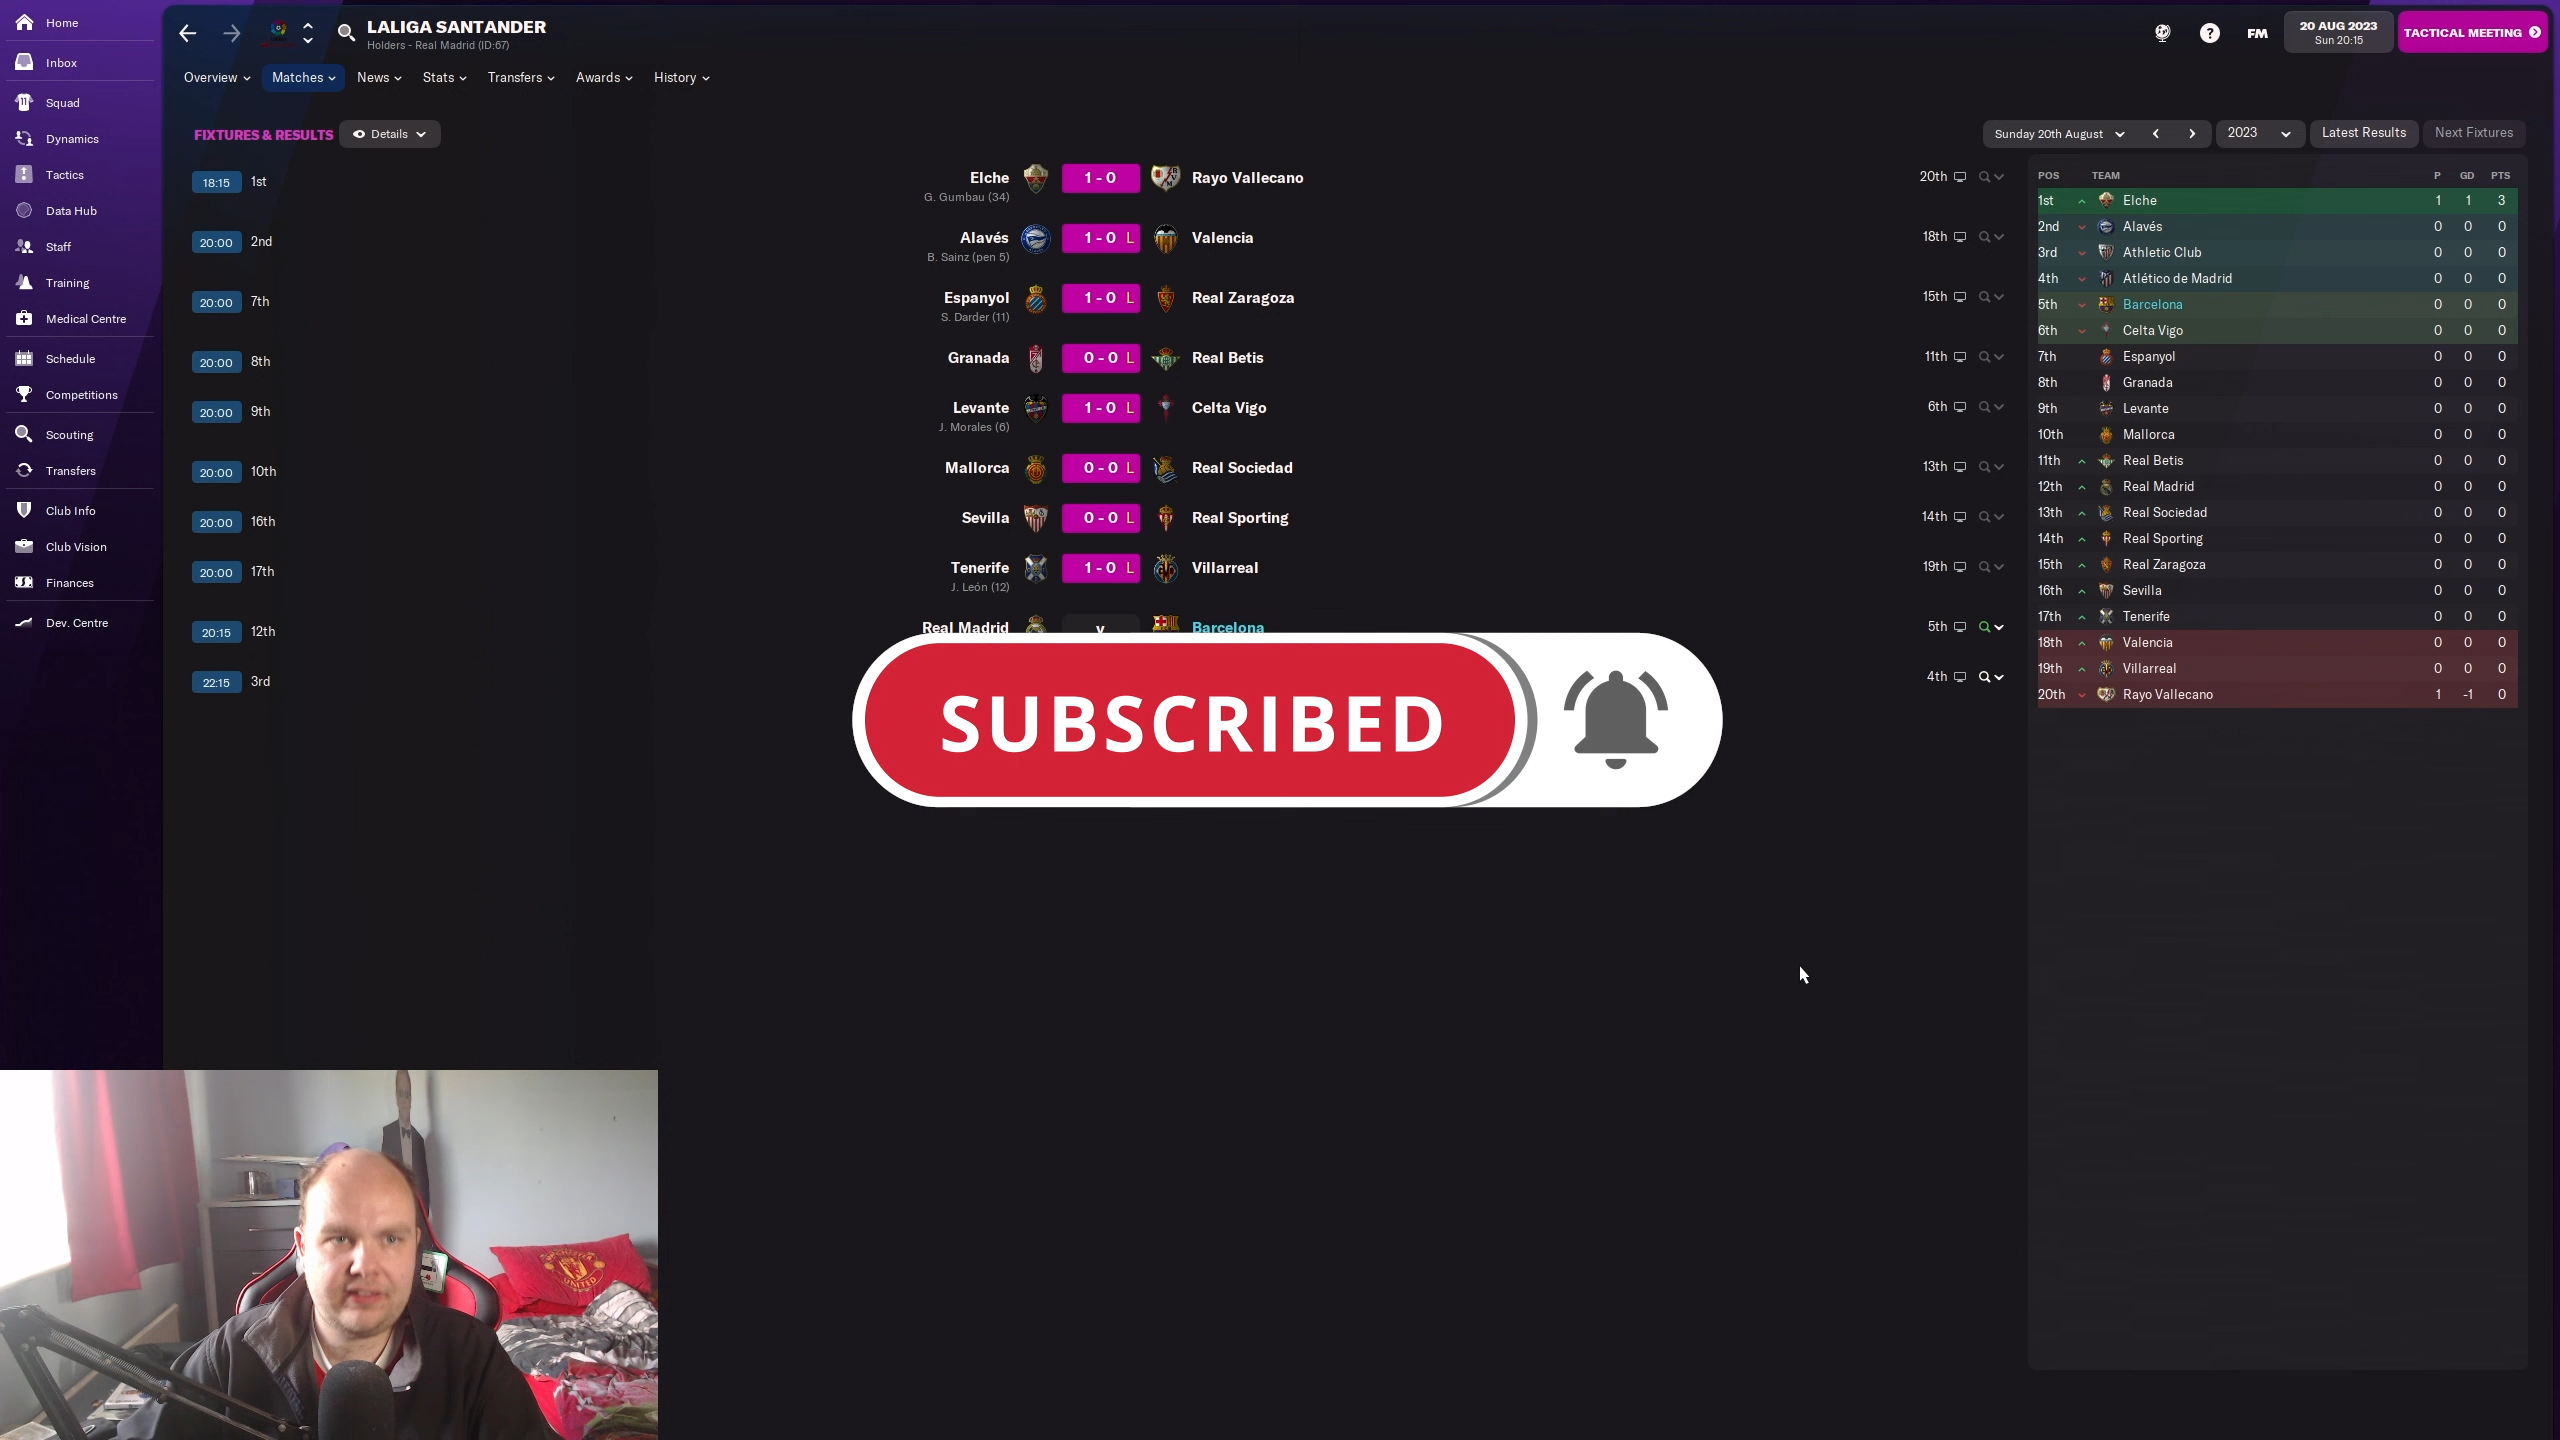 Home
Inbox
Squad
Dynamics
Tactics
Data Hub
Staff
Training
Medical Centre
Schedule
Competitions
Scouting
Transfers
Club Info
Club Vision
Finances
Dev. Centre
LALIGA SANTANDER
Holders - Real Madrid (ID:67)
FM
20 AUG 2023
Sun 20:15
TACTICAL MEETING
Overview Matches News Stats Transfers Awards History
FIXTURES & RESULTS Details
Sunday 20th August 2023 Latest Results Next Fixtures
18:15 1st Elche 1 - 0 Rayo Vallecano 20th
G. Gumbau (34)
20:00 2nd Alavés 1 - 0 L Valencia 18th
B. Sainz (pen 5)
20:00 7th Espanyol 1 - 0 L Real Zaragoza 15th
S. Darder (11)
20:00 8th Granada 0 - 0 L Real Betis 11th
20:00 9th Levante 1 - 0 L Celta Vigo 6th
J. Morales (6)
20:00 10th Mallorca 0 - 0 L Real Sociedad 13th
20:00 16th Sevilla 0 - 0 L Real Sporting 14th
20:00 17th Tenerife 1 - 0 L Villarreal 19th
J. León (12)
20:15 12th Real Madrid v Barcelona 5th
22:15 3rd 4th
SUBSCRIBED
POS TEAM P GD PTS
1st Elche 1 1 3
2nd Alavés 0 0 0
3rd Athletic Club 0 0 0
4th Atlético de Madrid 0 0 0
5th Barcelona 0 0 0
6th Celta Vigo 0 0 0
7th Espanyol 0 0 0
8th Granada 0 0 0
9th Levante 0 0 0
10th Mallorca 0 0 0
11th Real Betis 0 0 0
12th Real Madrid 0 0 0
13th Real Sociedad 0 0 0
14th Real Sporting 0 0 0
15th Real Zaragoza 0 0 0
16th Sevilla 0 0 0
17th Tenerife 0 0 0
18th Valencia 0 0 0
19th Villarreal 0 0 0
20th Rayo Vallecano 1 -1 0